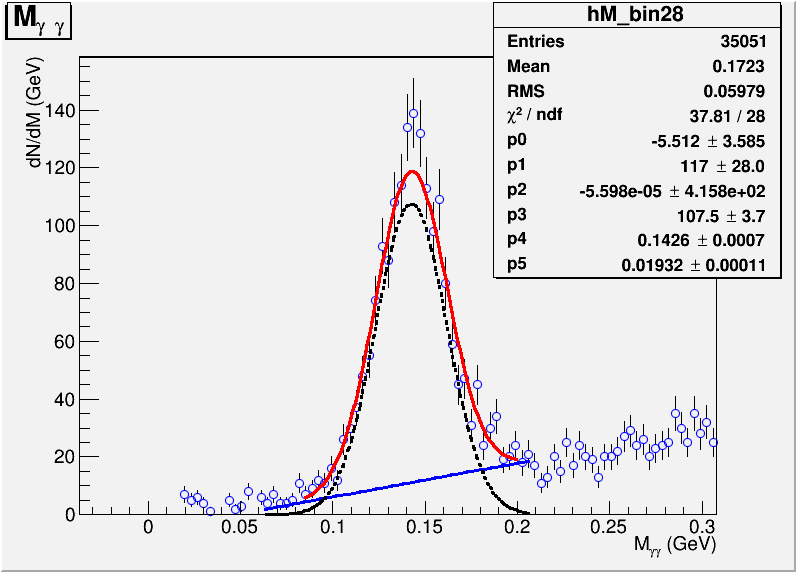 Mγ γ
hM_bin28
Entries 35051
Mean 0.1723
RMS 0.05979
χ² / ndf 37.81 / 28
p0 -5.512 ± 3.585
p1 117 ± 28.0
p2 -5.598e-05 ± 4.158e+02
p3 107.5 ± 3.7
p4 0.1426 ± 0.0007
p5 0.01932 ± 0.00011
dN/dM (GeV)
140
120
100
80
60
40
20
0
0 0.05 0.1 0.15 0.2 0.25 0.3
Mγγ (GeV)